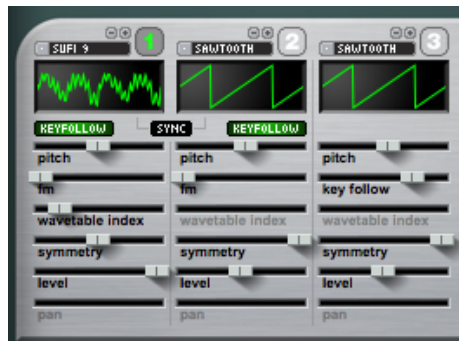 SUFI 9 1 SAWTOOTH 2 SAWTOOTH 3
KEYFOLLOW SYNC KEYFOLLOW
pitch pitch pitch
fm fm key follow
wavetable index wavetable index wavetable index
symmetry symmetry symmetry
level level level
pan pan pan